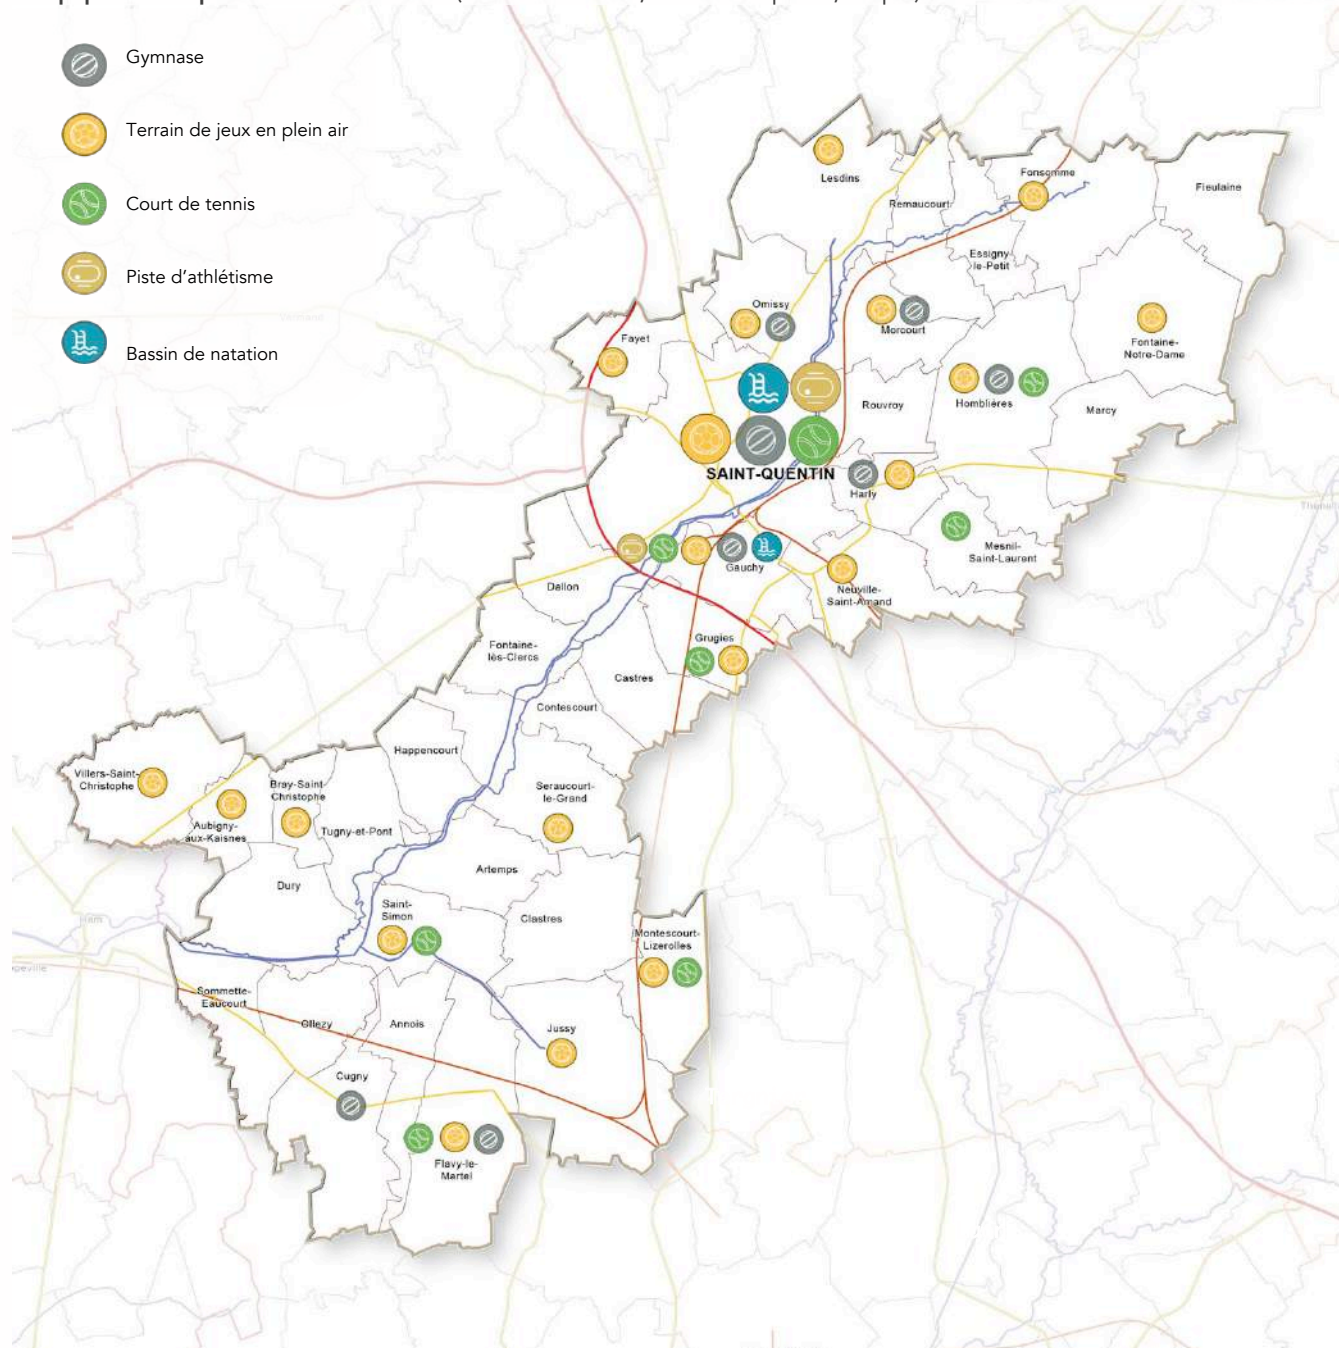 Gymnase
Terrain de jeux en plein air
Court de tennis
Piste d'athlétisme
Bassin de natation
Lesdins
Fonsomme
Fieulaine
Remaucourt
Essigny-
le-Petit
Omissy
Morcourt
Fayet
Fontaine-
Notre-Dame
Homblières
Rouvroy
Marcy
SAINT-QUENTIN
Harly
Mesnil-
Saint-Laurent
Gauchy
Dallon
Neuville-
Saint-Amand
Grugies
Fontaine-
lès-Clercs
Castres
Contescourt
Happencourt
Villers-Saint-
Christophe
Bray-Saint-
Christophe
Seraucourt-
le-Grand
Aubigny-
aux-Kaisnes
Tugny-et-Pont
Artemps
Dury
Saint-
Simon
Clastres
Ham
Montescourt-
Lizerolles
Sommette-
Eaucourt
Ollezy
Annois
Jussy
Cugny
Flavy-le-
Martel